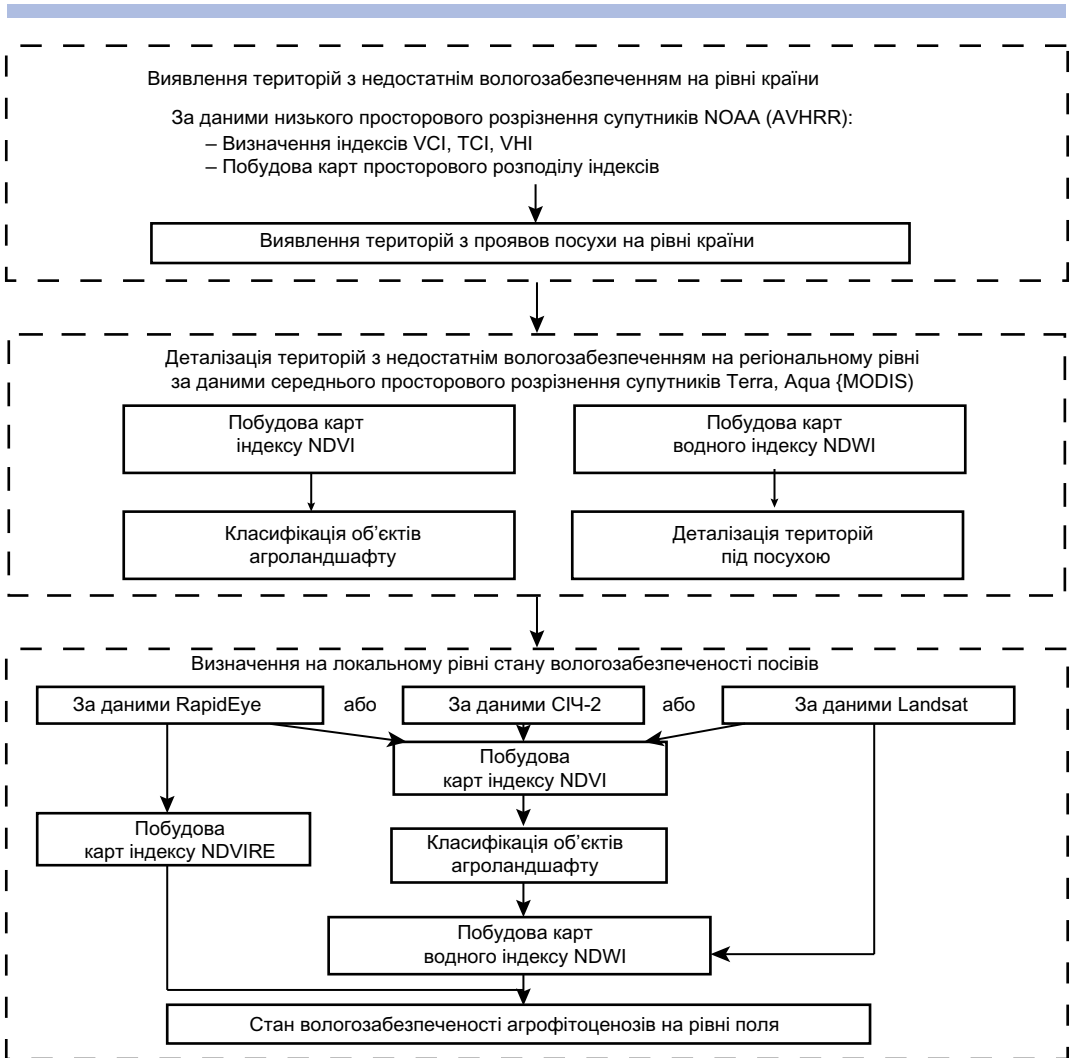 Виявлення територій з недостатнім вологозабезпеченням на рівні країни
За даними низького просторового розрізнення супутників NOAA (AVHRR):
– Визначення індексів VCI, TCI, VHI
– Побудова карт просторового розподілу індексів
Виявлення територій з проявов посухи на рівні країни
Деталізація територій з недостатнім вологозабезпеченням на регіональному рівні
за даними середнього просторового розрізнення супутників Terra, Aqua {MODIS)
Побудова карт
індексу NDVI
Побудова карт
водного індексу NDWI
Класифікація об’єктів
агроландшафту
Деталізація територій
під посухою
Визначення на локальному рівні стану вологозабезпеченості посівів
За даними RapidEye
або
За даними СІЧ-2
або
За даними Landsat
Побудова
карт індексу NDVI
Побудова
карт індексу NDVIRE
Класифікація об’єктів
агроландшафту
Побудова карт
водного індексу NDWI
Стан вологозабезпеченості агрофітоценозів на рівні поля